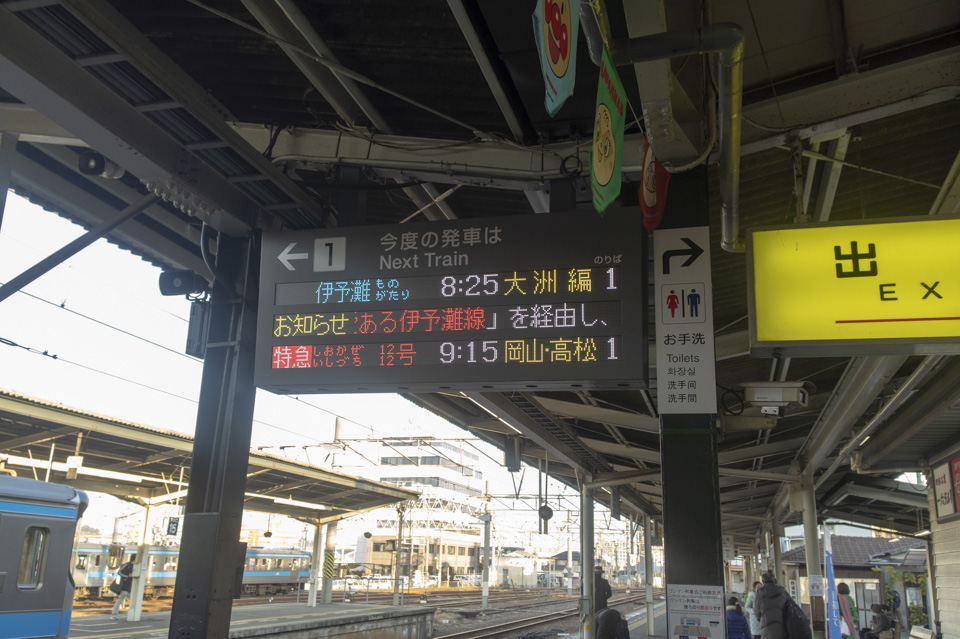 ← 1 今度の発車は
Next Train
のりば
伊予灘ものがたり 8:25 大洲編 1
お知らせ ある伊予灘線」を経由し、
特急 しおかぜ 12号 いしづち 12号 9:15 岡山・高松 1
お手洗
Toilets
화장실
洗手间
洗手間
出
EX